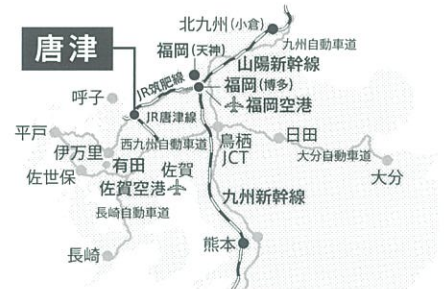 北九州(小倉)
九州自動車道
唐津
福岡(天神)
山陽新幹線
JR筑肥線
福岡(博多)
呼子
福岡空港
JR唐津線
平戸
西九州自動車道
鳥栖
JCT
日田
伊万里
佐賀
大分自動車道
有田
佐世保
佐賀空港
大分
九州新幹線
長崎自動車道
熊本
長崎